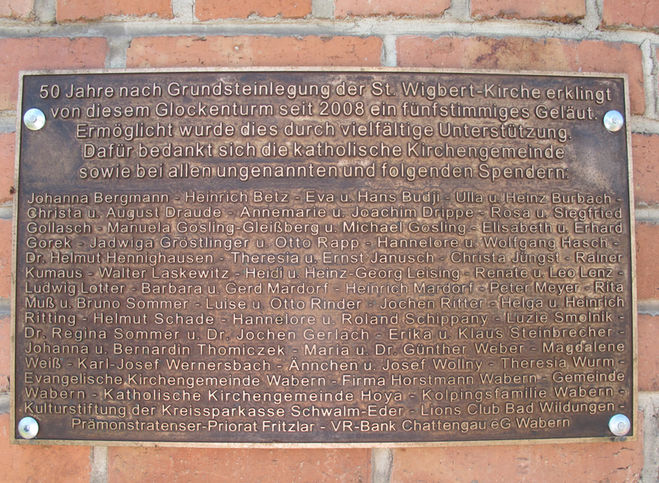 50 Jahre nach Grundsteinlegung der St. Wigbert-Kirche erklingt
von diesem Glockenturm seit 2008 ein fünfstimmiges Geläut.
Ermöglicht wurde dies durch vielfältige Unterstützung.
Dafür bedankt sich die katholische Kirchengemeinde
sowie bei allen ungenannten und folgenden Spendern:
Johanna Bergmann - Heinrich Betz - Eva u. Hans Budji - Ulla u. Heinz Burbach -
Christa u. August Draude - Annemarie u. Joachim Drippe - Rosa u. Siegfried
Gollasch - Manuela Gosling-Gleißberg u. Michael Gosling - Elisabeth u. Erhard
Gorek - Jadwiga Gröstlinger u. Otto Rapp - Hannelore u. Wolfgang Hasch -
Dr. Helmut Hennighausen - Theresia u. Ernst Janusch - Christa Jüngst - Rainer
Kumaus - Walter Laskewitz - Heidi u. Heinz-Georg Leising - Renate u. Leo Lenz -
Ludwig Lotter - Barbara u. Gerd Mardorf - Heinrich Mardorf - Peter Meyer - Rita
Muß u. Bruno Sommer - Luise u. Otto Rinder - Jochen Ritter - Helga u. Heinrich
Ritting - Helmut Schade - Hannelore u. Roland Schippany - Luzie Smolnik -
Dr. Regina Sommer u. Dr. Jochen Gerlach - Erika u. Klaus Steinbrecher -
Johanna u. Bernardin Thomiczek - Maria u. Dr. Günther Weber - Magdalene
Weiß - Karl-Josef Wernersbach - Ännchen u. Josef Wollny - Theresia Wurm -
Evangelische Kirchengemeinde Wabern - Firma Horstmann Wabern - Gemeinde
Wabern - Katholische Kirchengemeinde Hoya - Kolpingsfamilie Wabern -
Kulturstiftung der Kreissparkasse Schwalm-Eder - Lions Club Bad Wildungen -
Prämonstratenser-Priorat Fritzlar - VR-Bank Chattengau eG Wabern